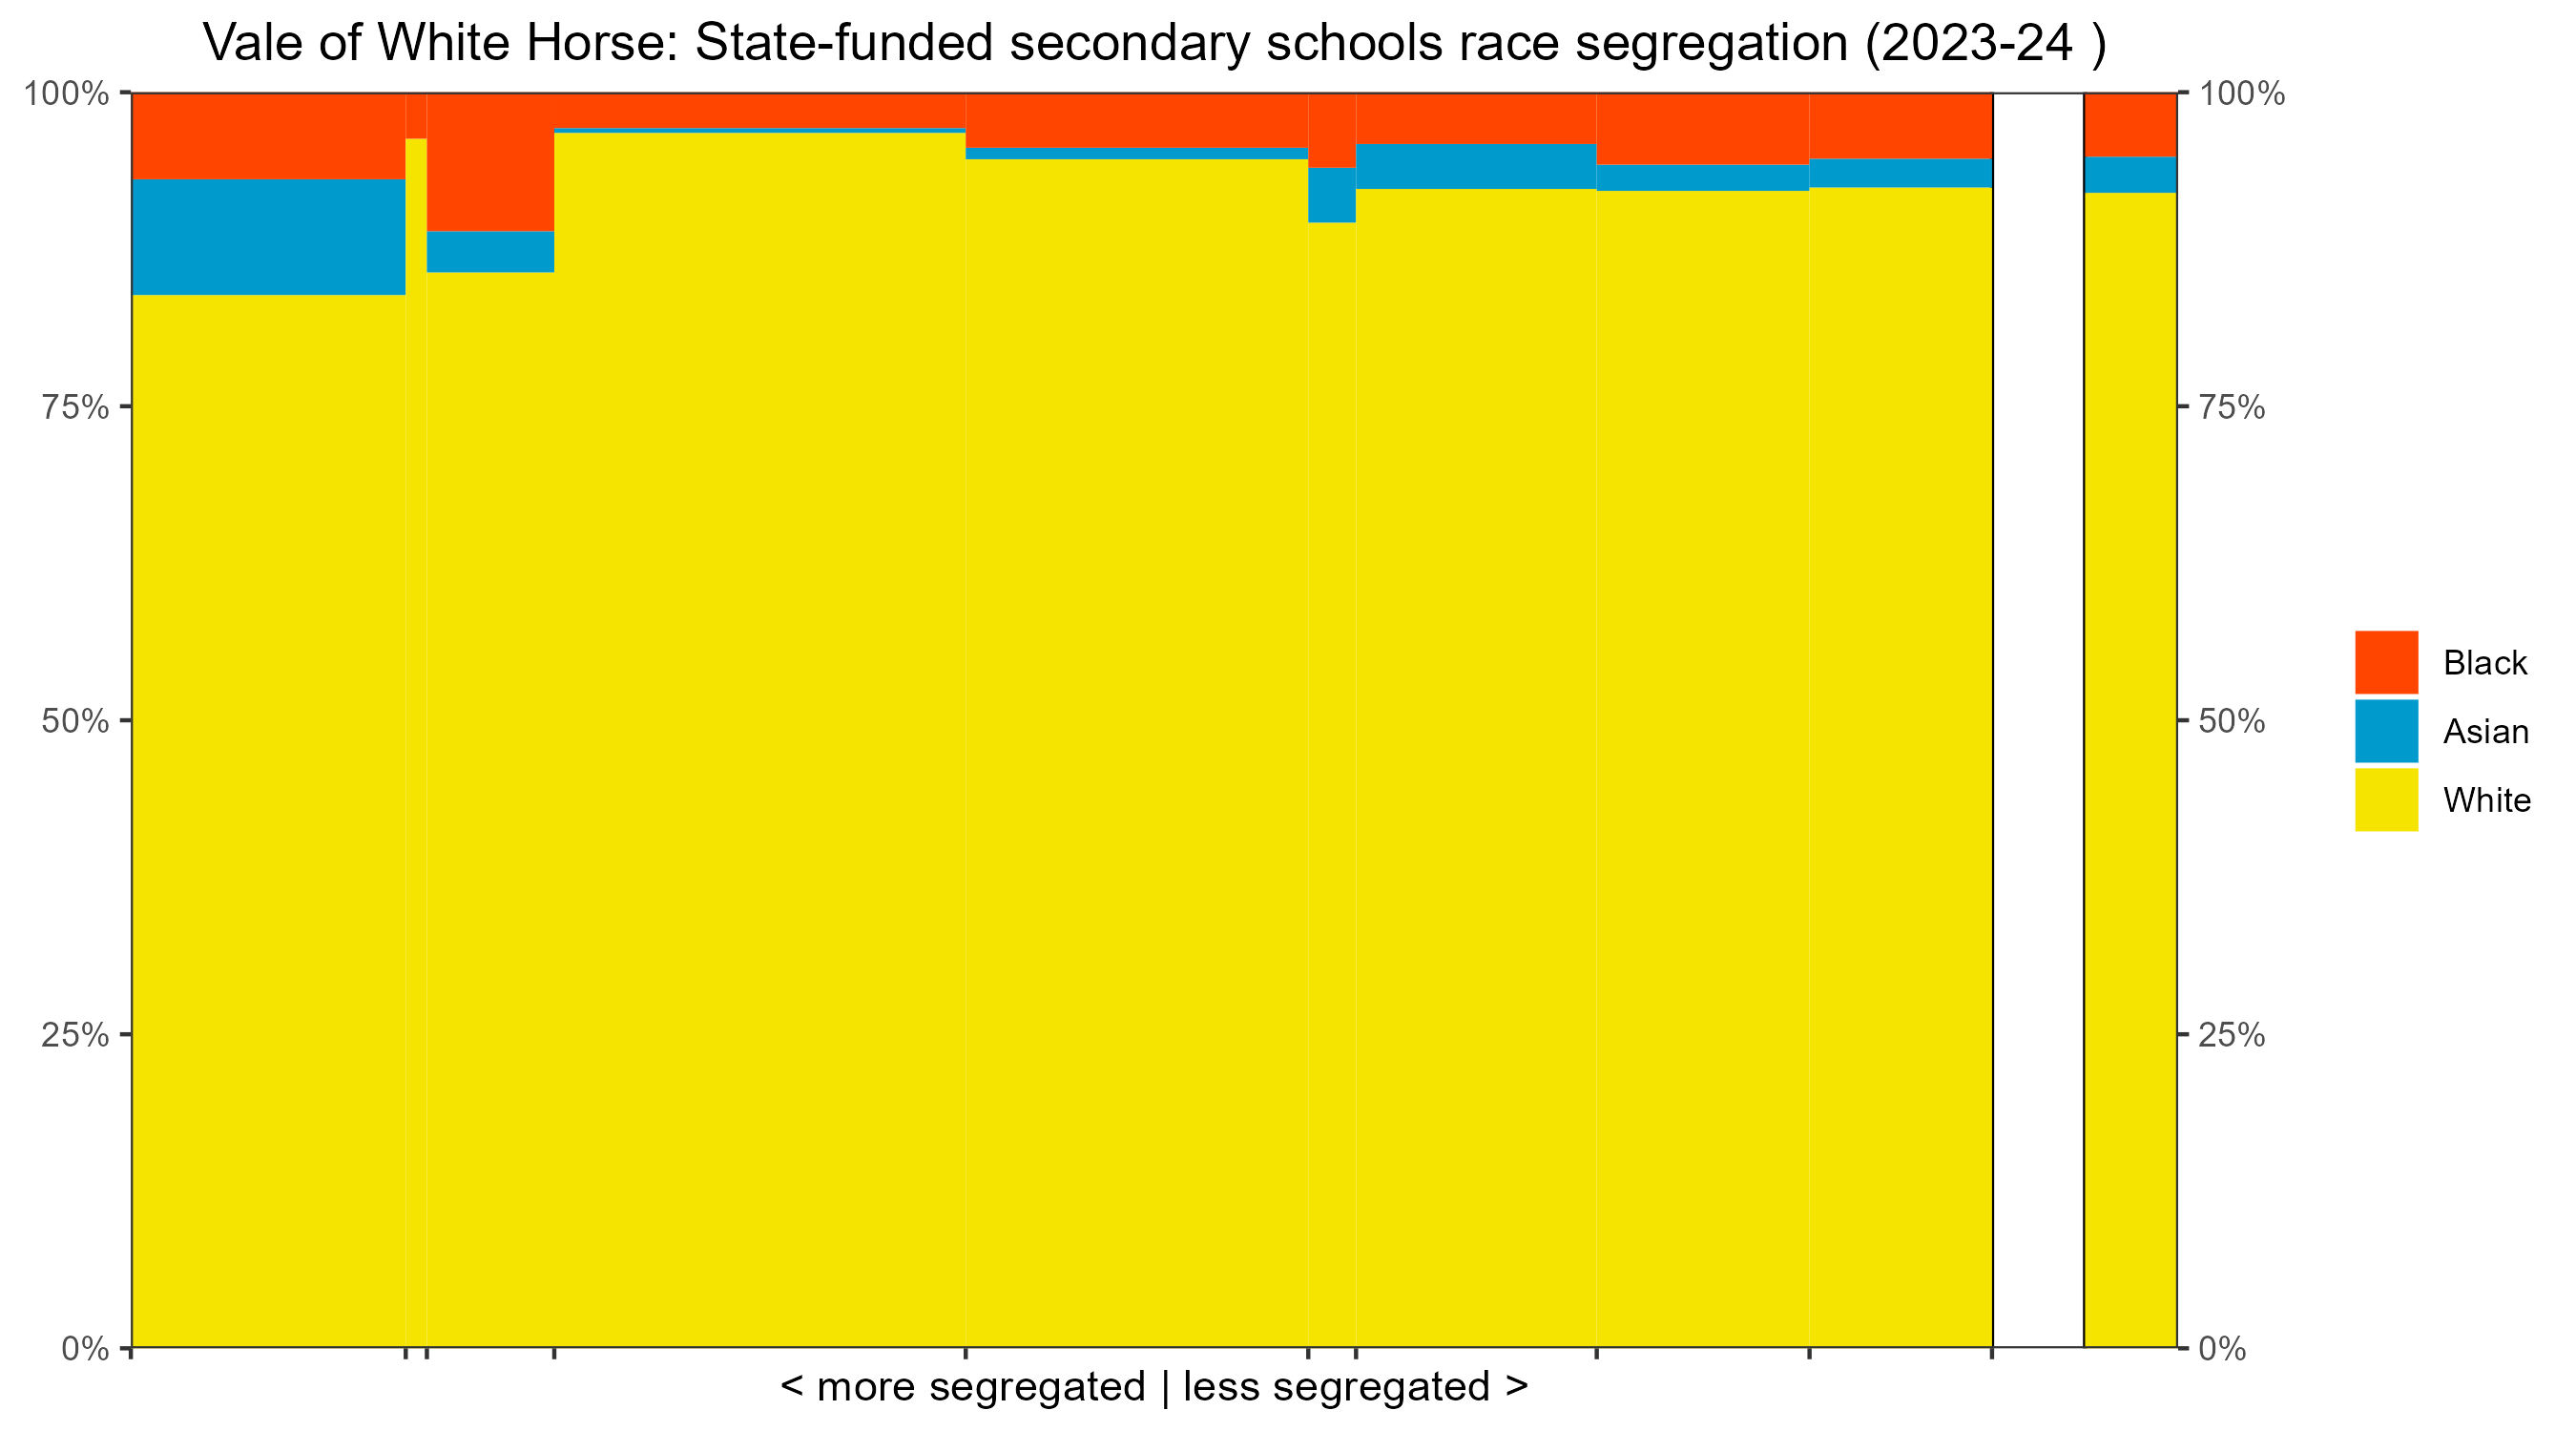 Vale of White Horse: State-funded secondary schools race segregation (2023-24 )
100%
75%
50%
25%
0%
100%
75%
50%
25%
0%
< more segregated | less segregated >
Black
Asian
White